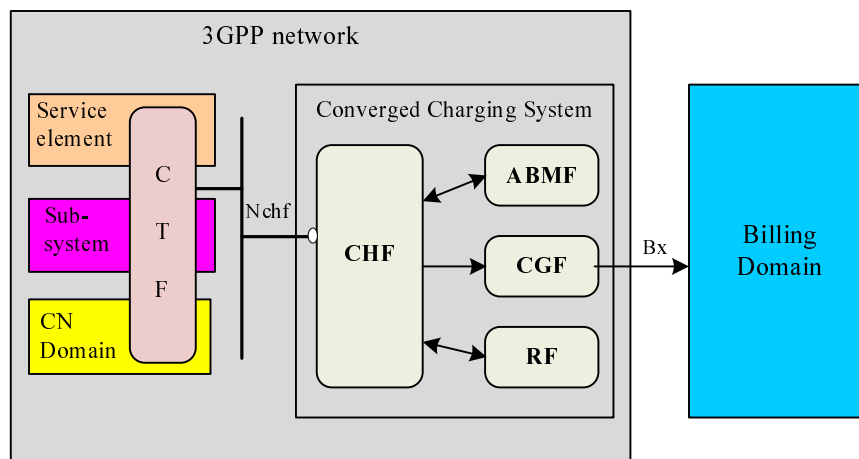 3GPP network
Service
element
Sub-
system
CN
Domain
C
T
F
Nchf
Converged Charging System
CHF
ABMF
CGF
RF
Bx
Billing
Domain